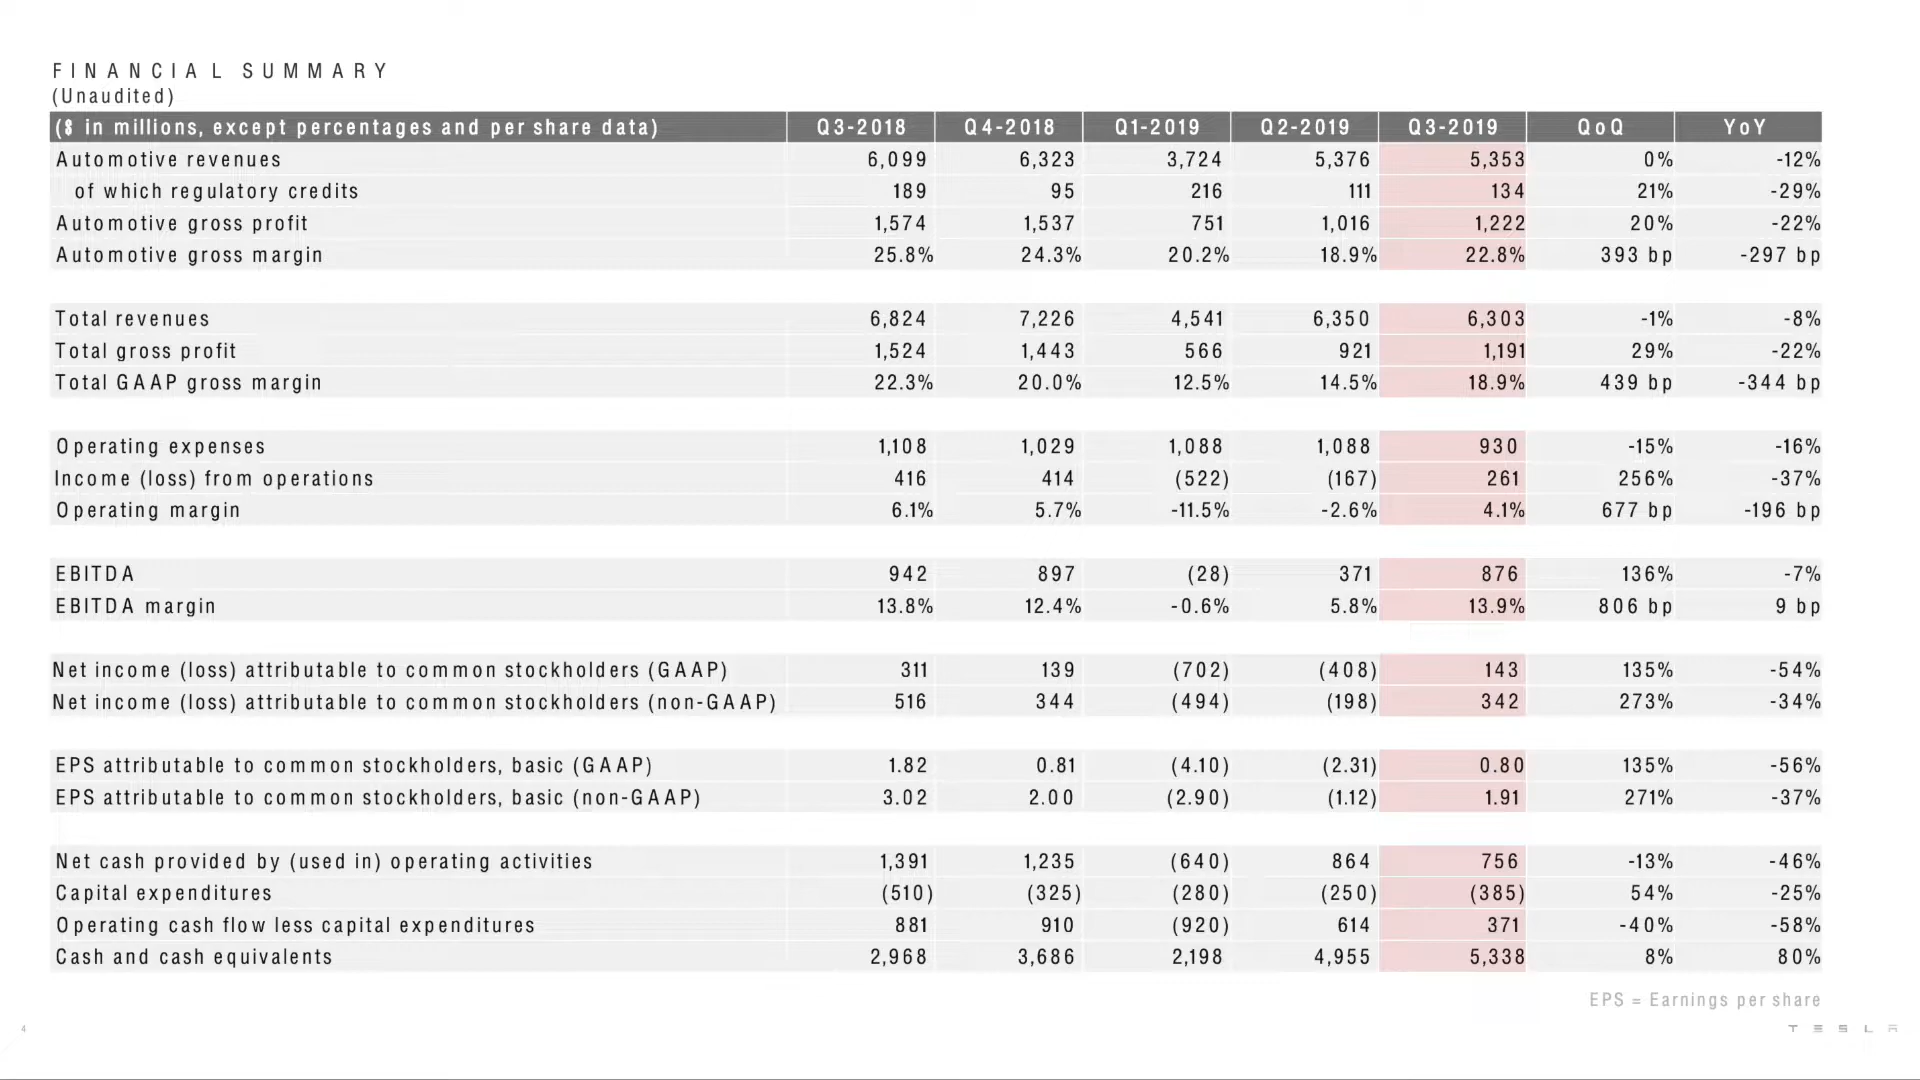 FINANCIAL SUMMARY
(Unaudited)
($ in millions, except percentages and per share data) Q3-2018 Q4-2018 Q1-2019 Q2-2019 Q3-2019 QoQ YoY
Automotive revenues 6,099 6,323 3,724 5,376 5,353 0% -12%
of which regulatory credits 189 95 216 111 134 21% -29%
Automotive gross profit 1,574 1,537 751 1,016 1,222 20% -22%
Automotive gross margin 25.8% 24.3% 20.2% 18.9% 22.8% 393 bp -297 bp
Total revenues 6,824 7,226 4,541 6,350 6,303 -1% -8%
Total gross profit 1,524 1,443 566 921 1,191 29% -22%
Total GAAP gross margin 22.3% 20.0% 12.5% 14.5% 18.9% 439 bp -344 bp
Operating expenses 1,108 1,029 1,088 1,088 930 -15% -16%
Income (loss) from operations 416 414 (522) (167) 261 256% -37%
Operating margin 6.1% 5.7% -11.5% -2.6% 4.1% 677 bp -196 bp
EBITDA 942 897 (28) 371 876 136% -7%
EBITDA margin 13.8% 12.4% -0.6% 5.8% 13.9% 806 bp 9 bp
Net income (loss) attributable to common stockholders (GAAP) 311 139 (702) (408) 143 135% -54%
Net income (loss) attributable to common stockholders (non-GAAP) 516 344 (494) (198) 342 273% -34%
EPS attributable to common stockholders, basic (GAAP) 1.82 0.81 (4.10) (2.31) 0.80 135% -56%
EPS attributable to common stockholders, basic (non-GAAP) 3.02 2.00 (2.90) (1.12) 1.91 271% -37%
Net cash provided by (used in) operating activities 1,391 1,235 (640) 864 756 -13% -46%
Capital expenditures (510) (325) (280) (250) (385) 54% -25%
Operating cash flow less capital expenditures 881 910 (920) 614 371 -40% -58%
Cash and cash equivalents 2,968 3,686 2,198 4,955 5,338 8% 80%
EPS = Earnings per share
4
TESLA